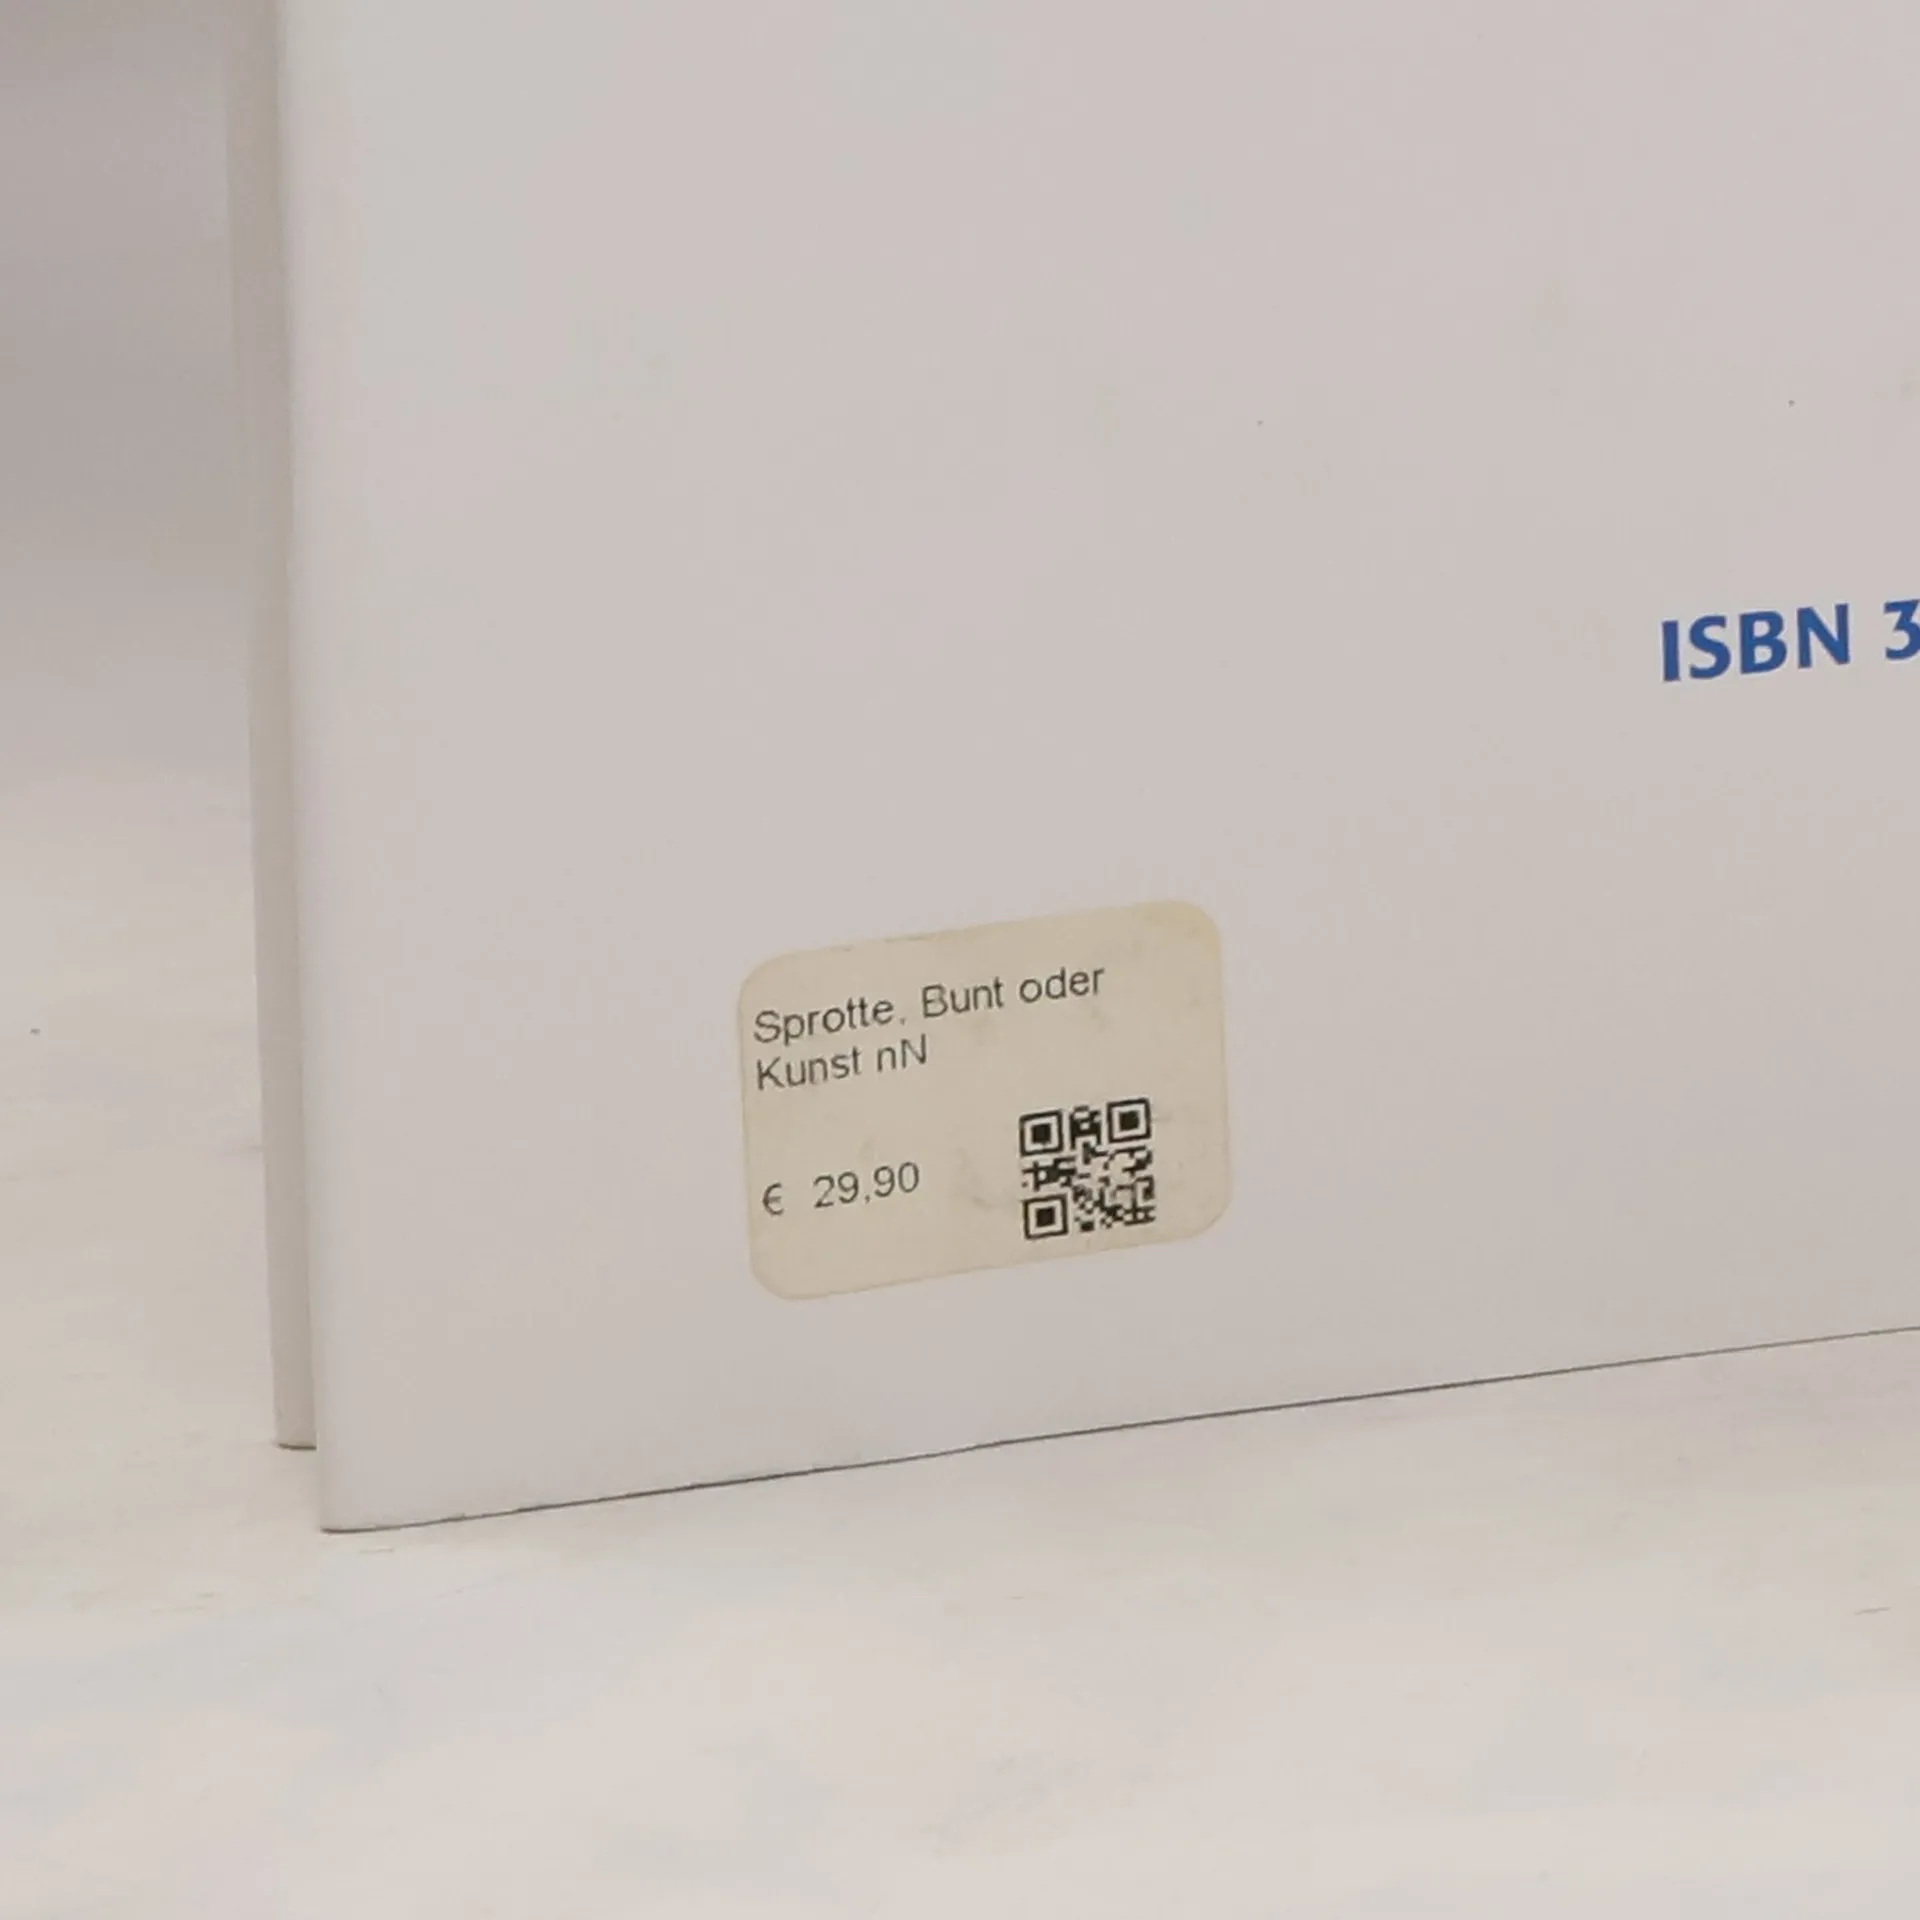 ISBN 3
Sprotte, Bunt oder
Kunst nN
€ 29,90